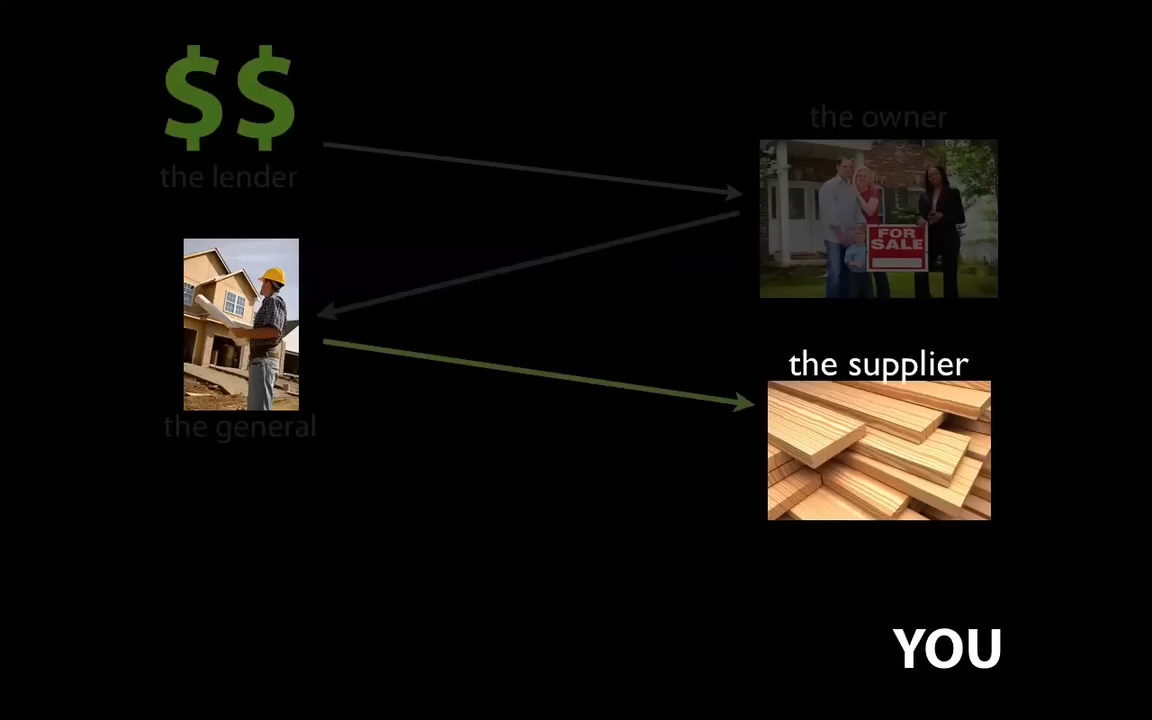 $$
the lender
the owner
FOR
SALE
the general
the supplier
YOU